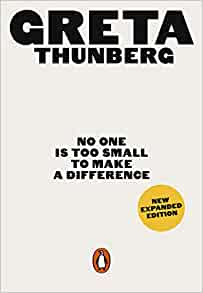 GRETA
THUNBERG
NO ONE
IS TOO SMALL
TO MAKE
A DIFFERENCE
NEW
EXPANDED
EDITION